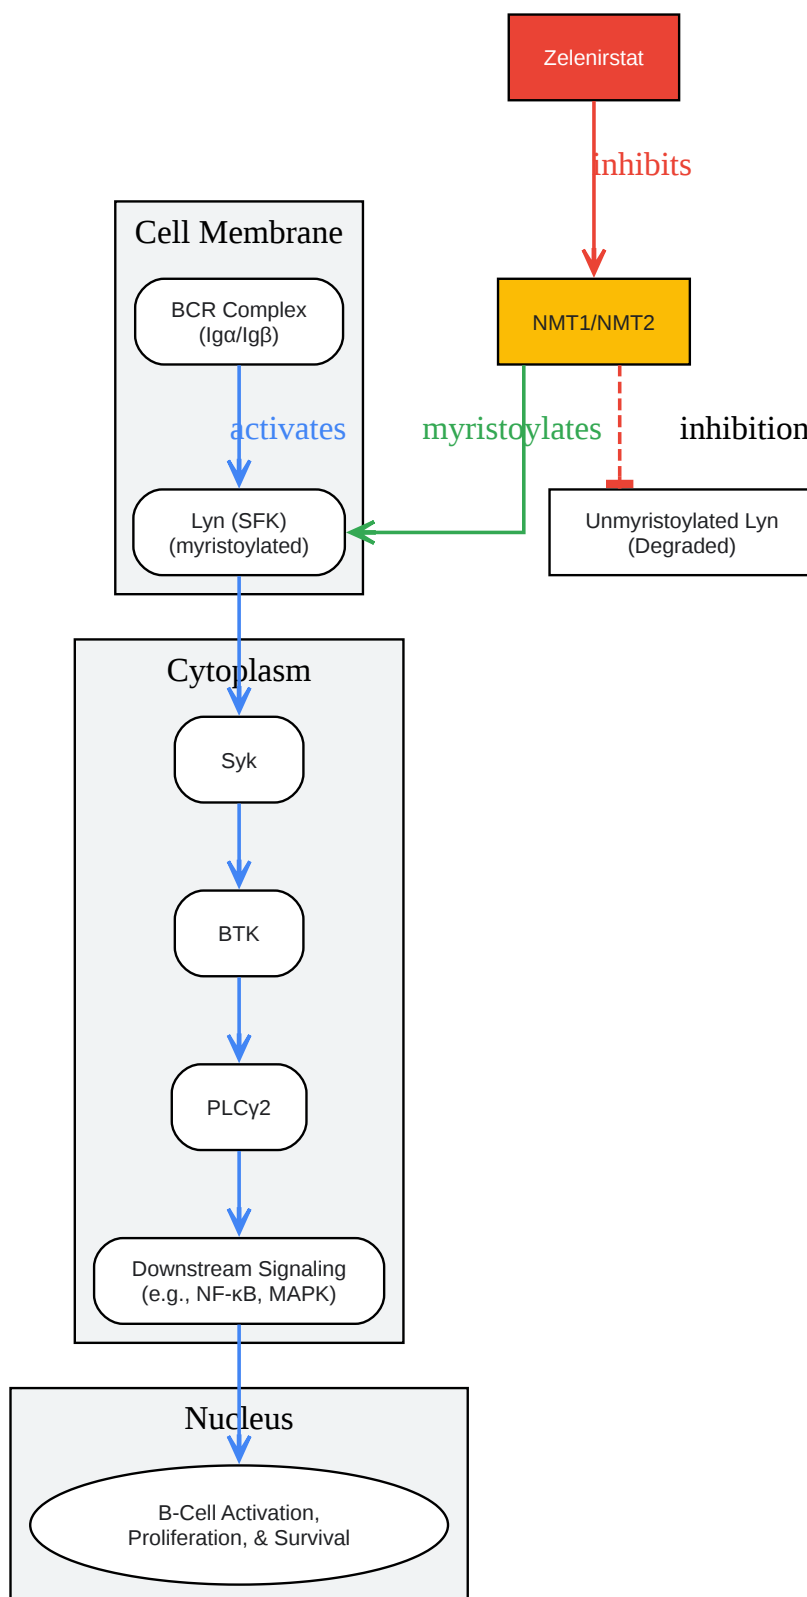 Zelenirstat
inhibits
Cell Membrane
BCR Complex
(Igα/Igβ)
NMT1/NMT2
activates
myristoylates
inhibition
Lyn (SFK)
(myristoylated)
Unmyristoylated Lyn
(Degraded)
Cytoplasm
Syk
BTK
PLCγ2
Downstream Signaling
(e.g., NF-κB, MAPK)
Nucleus
B-Cell Activation,
Proliferation, & Survival